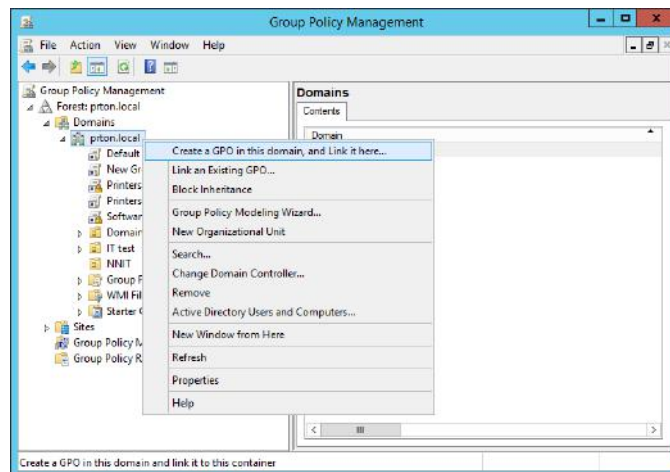 Group Policy Management
File Action View Window Help
Group Policy Management
Forest: prton.local
Domains
prton.local
Default
New Gr
Printers
Printers
Softwar
Domain
IT test
NNIT
Group P
WMI Fil
Starter G
Sites
Group Policy M
Group Policy R
Create a GPO in this domain, and Link it here...
Link an Existing GPO...
Block Inheritance
Group Policy Modeling Wizard...
New Organizational Unit
Search...
Change Domain Controller...
Remove
Active Directory Users and Computers...
New Window from Here
Refresh
Properties
Help
Domains
Contents
Domain
Create a GPO in this domain and link it to this container